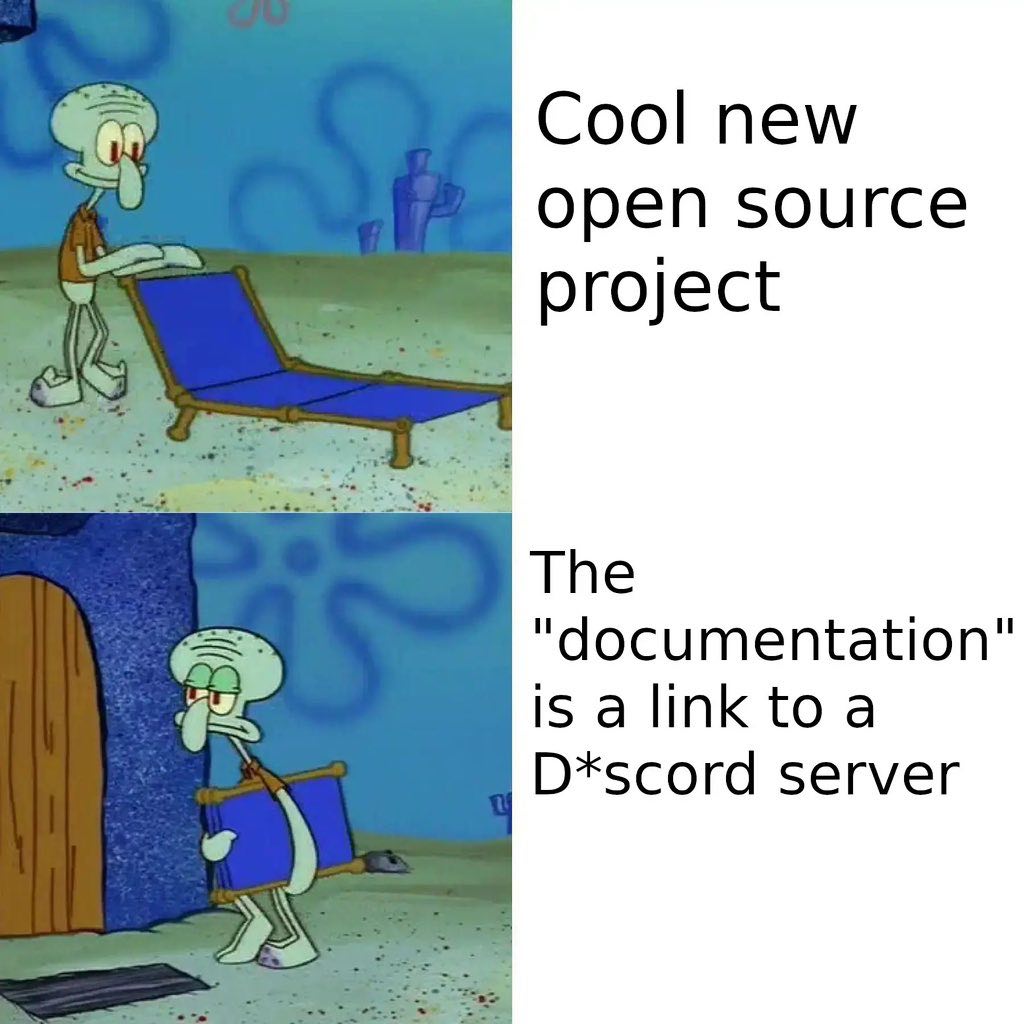 Cool new
open source
project
The
"documentation"
is a link to a
D*scord server